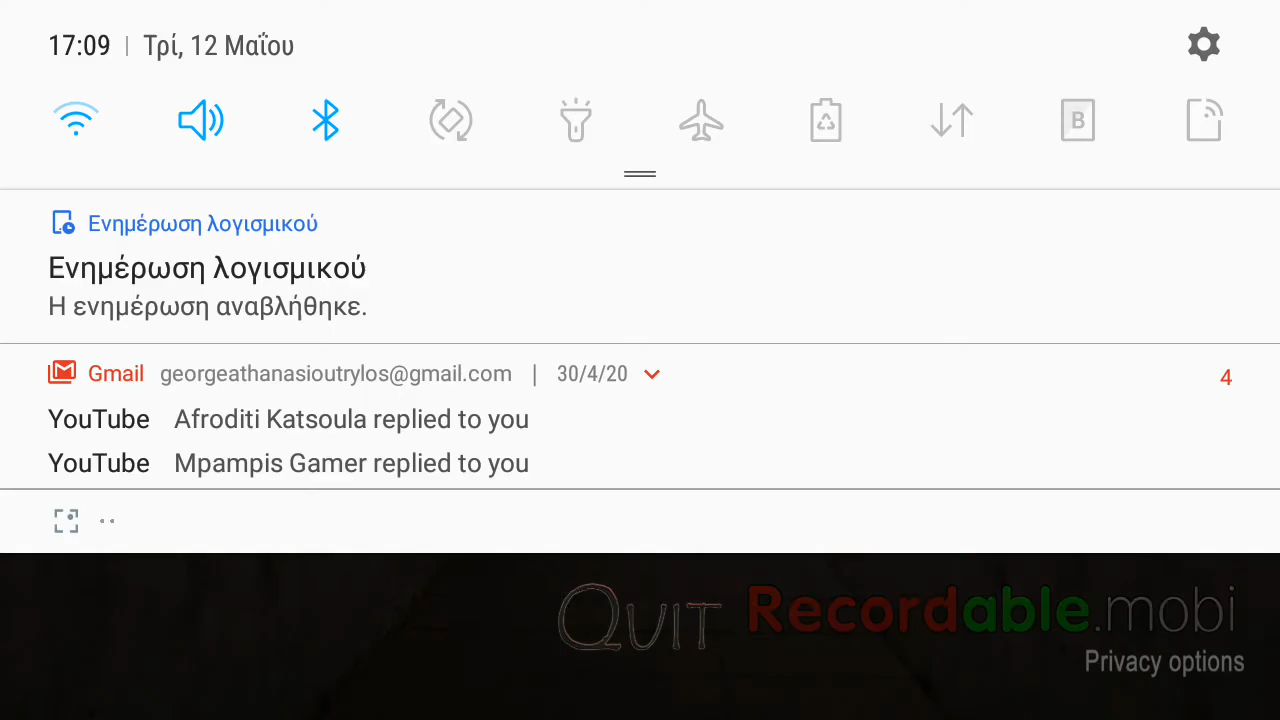 17:09 | Τρί, 12 Μαΐου
B
Ενημέρωση λογισμικού
Ενημέρωση λογισμικού
Η ενημέρωση αναβλήθηκε.
Gmail georgeathanasioutrylos@gmail.com | 30/4/20 4
YouTube Afroditi Katsoula replied to you
YouTube Mpampis Gamer replied to you
QUIT Recordable.mobi
Privacy options